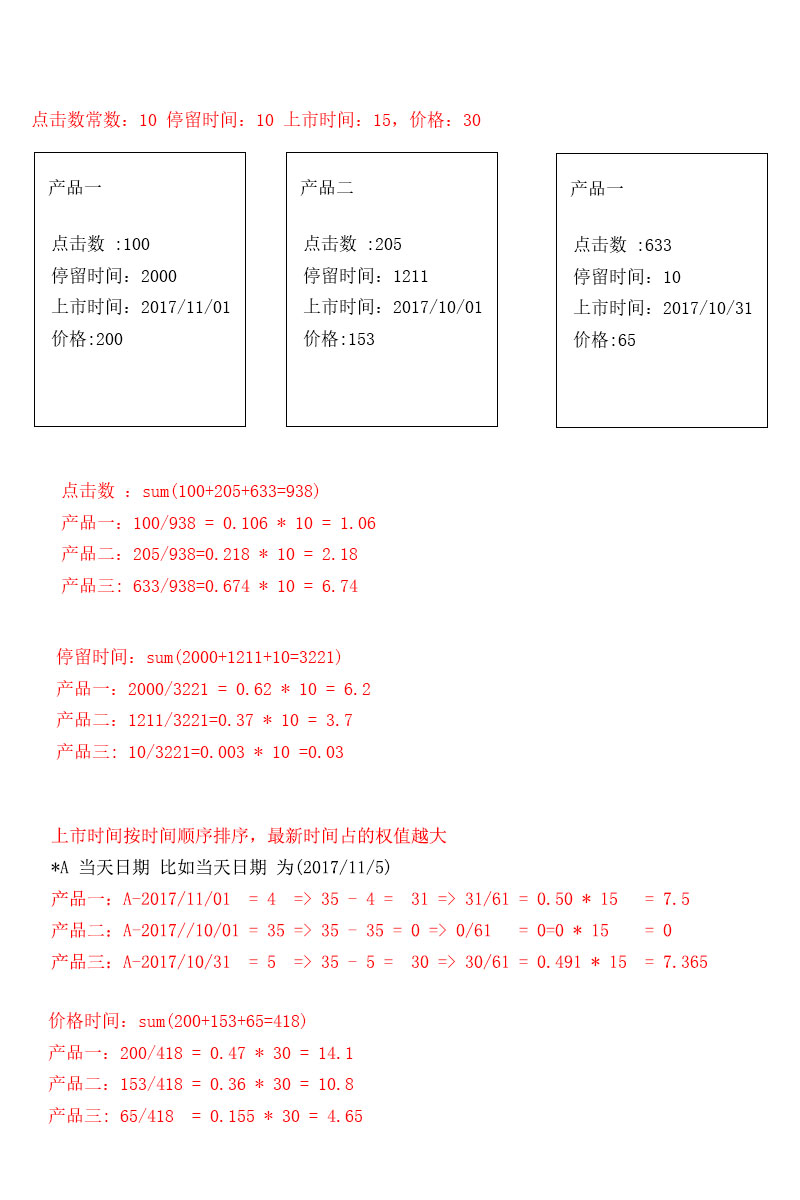 点击数常数：10 停留时间：10 上市时间：15，价格：30
产品一
点击数 :100
停留时间：2000
上市时间：2017/11/01
价格:200
产品二
点击数 :205
停留时间：1211
上市时间：2017/10/01
价格:153
产品一
点击数 :633
停留时间：10
上市时间：2017/10/31
价格:65
点击数 ：sum(100+205+633=938)
产品一：100/938 = 0.106 * 10 = 1.06
产品二：205/938=0.218 * 10 = 2.18
产品三: 633/938=0.674 * 10 = 6.74
停留时间：sum(2000+1211+10=3221)
产品一：2000/3221 = 0.62 * 10 = 6.2
产品二：1211/3221=0.37 * 10 = 3.7
产品三: 10/3221=0.003 * 10 =0.03
上市时间按时间顺序排序，最新时间占的权值越大
*A 当天日期 比如当天日期 为(2017/11/5)
产品一：A-2017/11/01  = 4  => 35 - 4 =  31 => 31/61 = 0.50 * 15   = 7.5
产品二：A-2017//10/01 = 35 => 35 - 35 = 0 => 0/61   = 0=0 * 15    = 0
产品三：A-2017/10/31  = 5  => 35 - 5 =  30 => 30/61 = 0.491 * 15  = 7.365
价格时间：sum(200+153+65=418)
产品一：200/418 = 0.47 * 30 = 14.1
产品二：153/418 = 0.36 * 30 = 10.8
产品三: 65/418  = 0.155 * 30 = 4.65